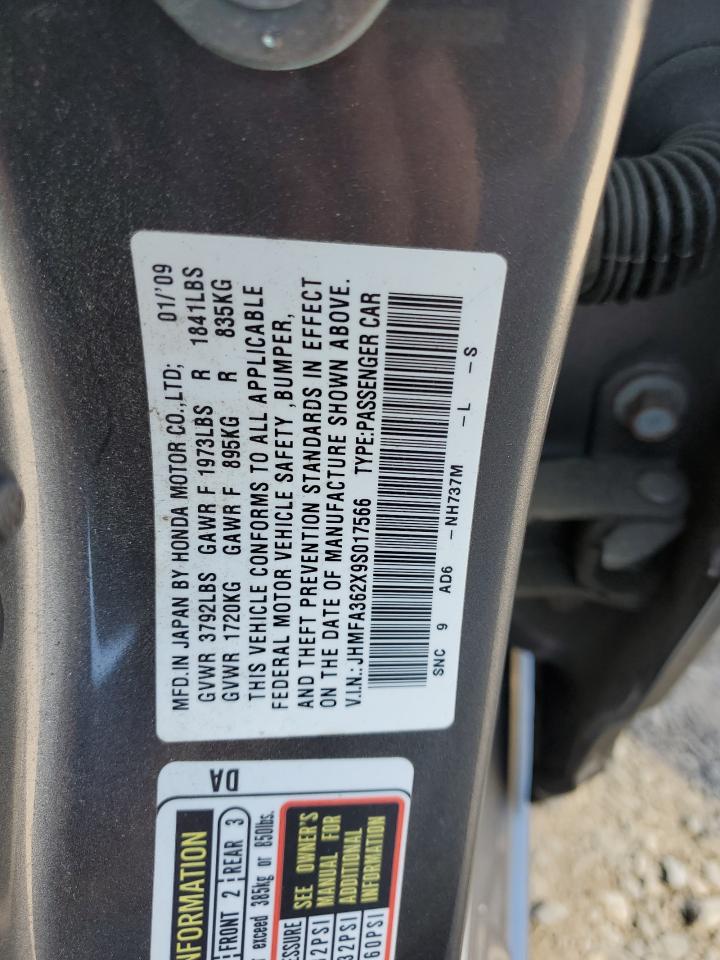 MFD.IN JAPAN BY HONDA MOTOR CO.,LTD; 01/'09
GVWR 3792LBS GAWR F 1973LBS R 1841LBS
GVWR 1720KG GAWR F 895KG R 835KG
THIS VEHICLE CONFORMS TO ALL APPLICABLE
FEDERAL MOTOR VEHICLE SAFETY ,BUMPER,
AND THEFT PREVENTION STANDARDS IN EFFECT
ON THE DATE OF MANUFACTURE SHOWN ABOVE.
V.I.N.: JHMFA362X9S017566 TYPE:PASSENGER CAR
SNC 9 AD6 -NH737M -L -S
DA
FRONT 2 REAR 3
exceed 385kg or 850lbs.
SEE OWNER'S
MANUAL FOR
ADDITIONAL
INFORMATION
32PSI
60PSI